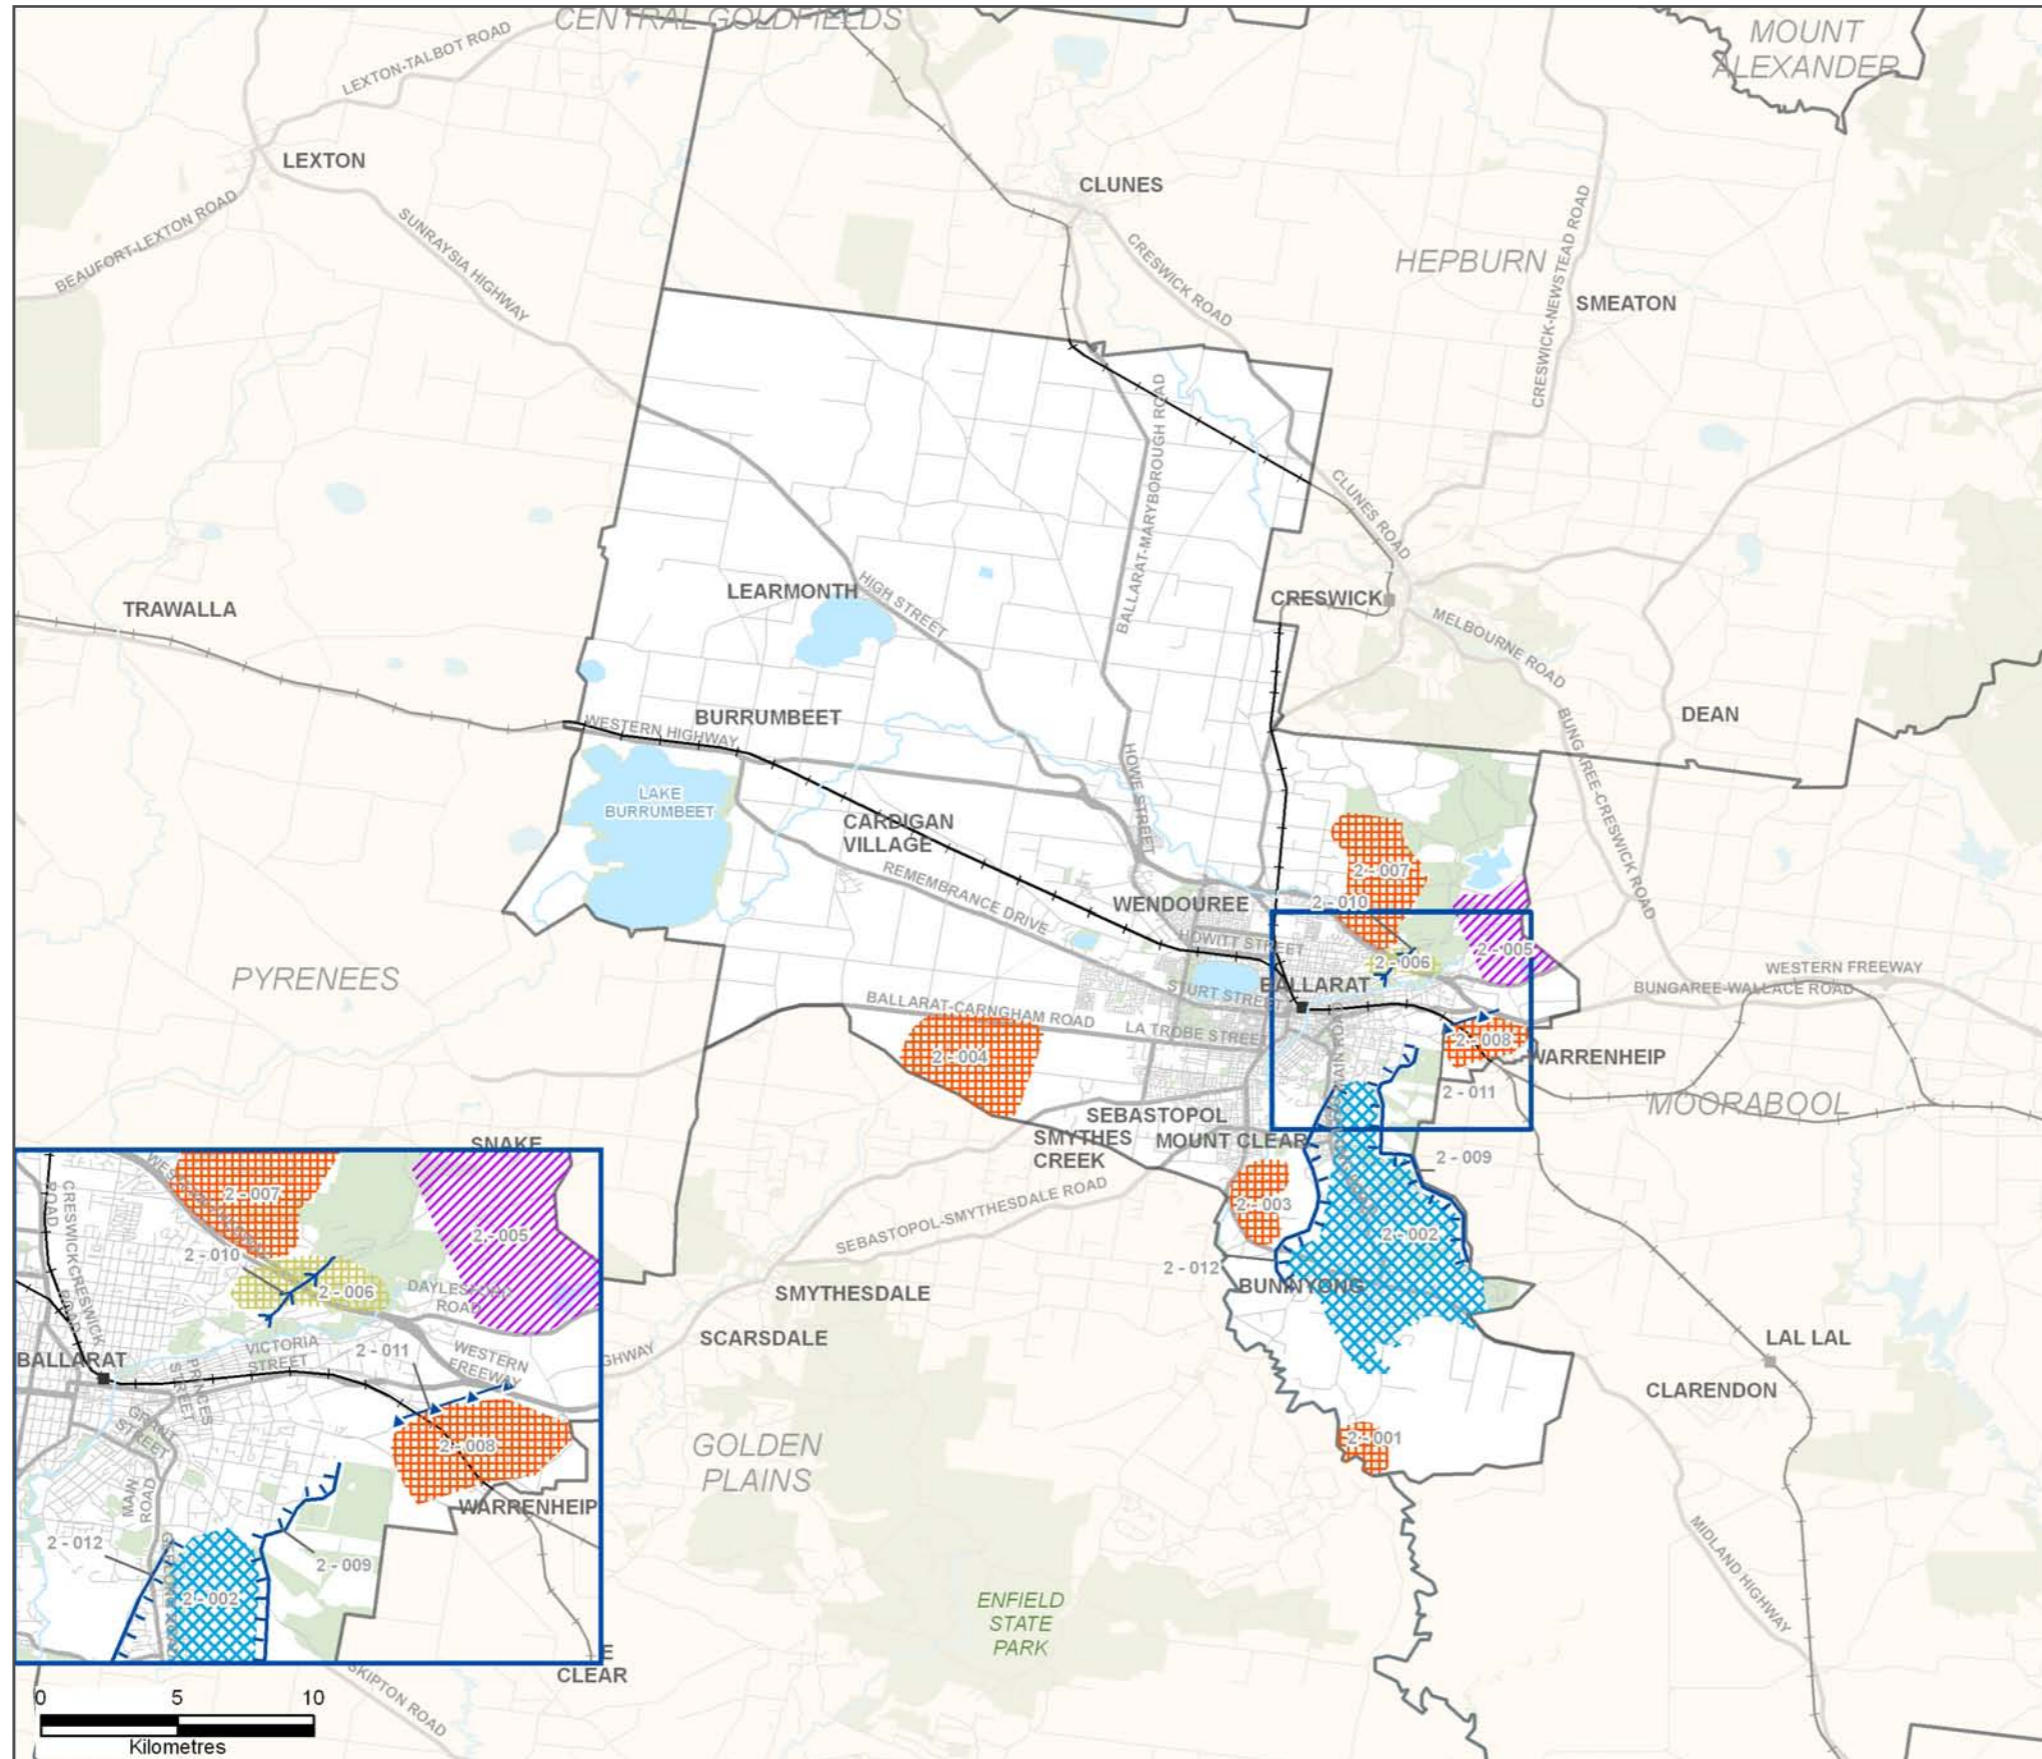 CENTRAL GOLDFIELDS
MOUNT
ALEXANDER
LEXTON-TALBOT ROAD
LEXTON
CLUNES
BEAUFORT-LEXTON ROAD
SUNRAYSIA HIGHWAY
CRESWICK ROAD
HEPBURN
CRESWICK-NEWSTEAD ROAD
SMEATON
BALLARAT-MARYBOROUGH ROAD
CLUNES ROAD
TRAWALLA
LEARMONTH
HIGH STREET
CRESWICK
MELBOURNE ROAD
BURRUMBEET
WESTERN HIGHWAY
DEAN
BUNGAREE-CRESWICK ROAD
HOWE STREET
LAKE
BURRUMBEET
CARDIGAN
VILLAGE
REMEMBRANCE DRIVE
2 - 007
WENDOUREE
2 - 010
HOWITT STREET
2 - 005
2 - 006
PYRENEES
WESTERN FREEWAY
BUNGAREE-WALLACE ROAD
STURT STREET
BALLARAT
BALLARAT-CARNGHAM ROAD
LA TROBE STREET
MAIN ROAD
2 - 004
2 - 008
WARRENHEIP
2 - 011
MOORABOOL
SEBASTOPOL
SMYTHES
CREEK
MOUNT CLEAR
2 - 009
SNAKE
2 - 003
SEBASTOPOL-SMYTHESDALE ROAD
2 - 002
2 - 012
BUNINYONG
SMYTHESDALE
SCARSDALE
GHWAY
LAL LAL
CLARENDON
2 - 001
GOLDEN
PLAINS
MIDLAND HIGHWAY
ENFIELD
STATE
PARK
2 - 007
2 - 005
CRESWICK
ROAD
CRESWICK
ROAD
2 - 010
2 - 006
DAYLESFORD
ROAD
VICTORIA
STREET
2 - 011
WESTERN
FREEWAY
BALLARAT
PRINCES
STREET
GRANT
STREET
2 - 008
MAIN
ROAD
WARRENHEIP
2 - 012
2 - 009
2 - 002
E
CLEAR
SKIPTON ROAD
0 5 10
Kilometres